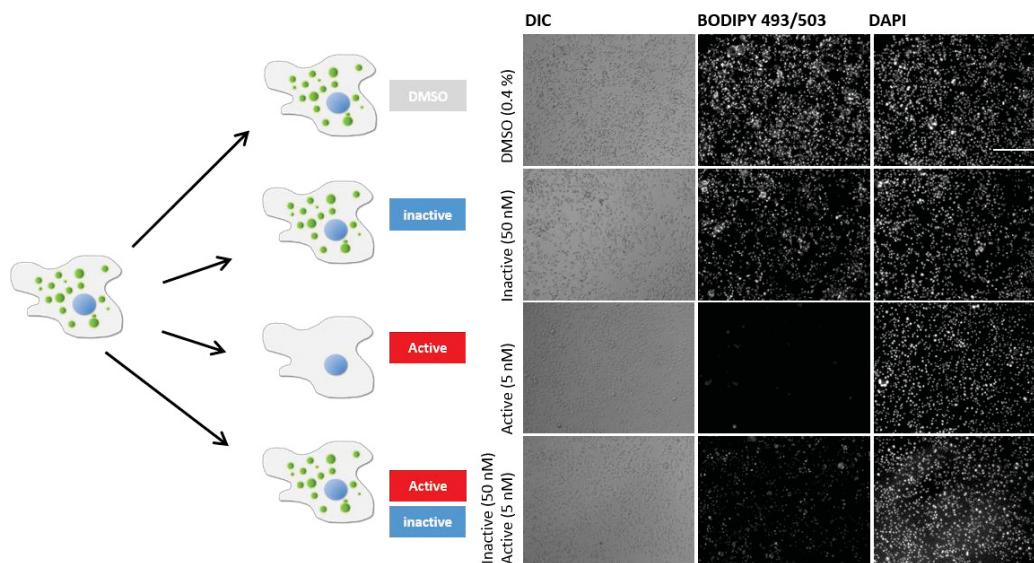 DIC
BODIPY 493/503
DAPI
DMSO
inactive
Active
Active
inactive
DMSO (0.4 %)
Inactive (50 nM)
Active (5 nM)
Inactive (50 nM)
Active (5 nM)